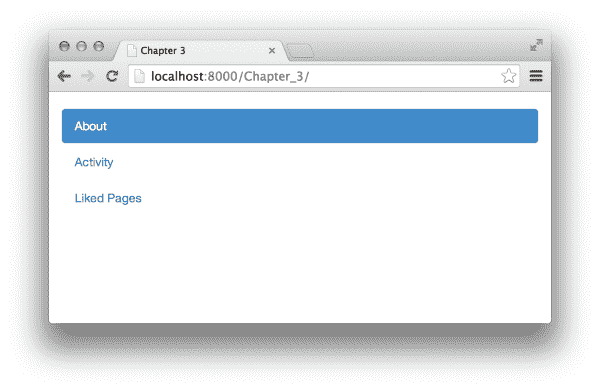 Chapter 3
localhost:8000/Chapter_3/
About
Activity
Liked Pages